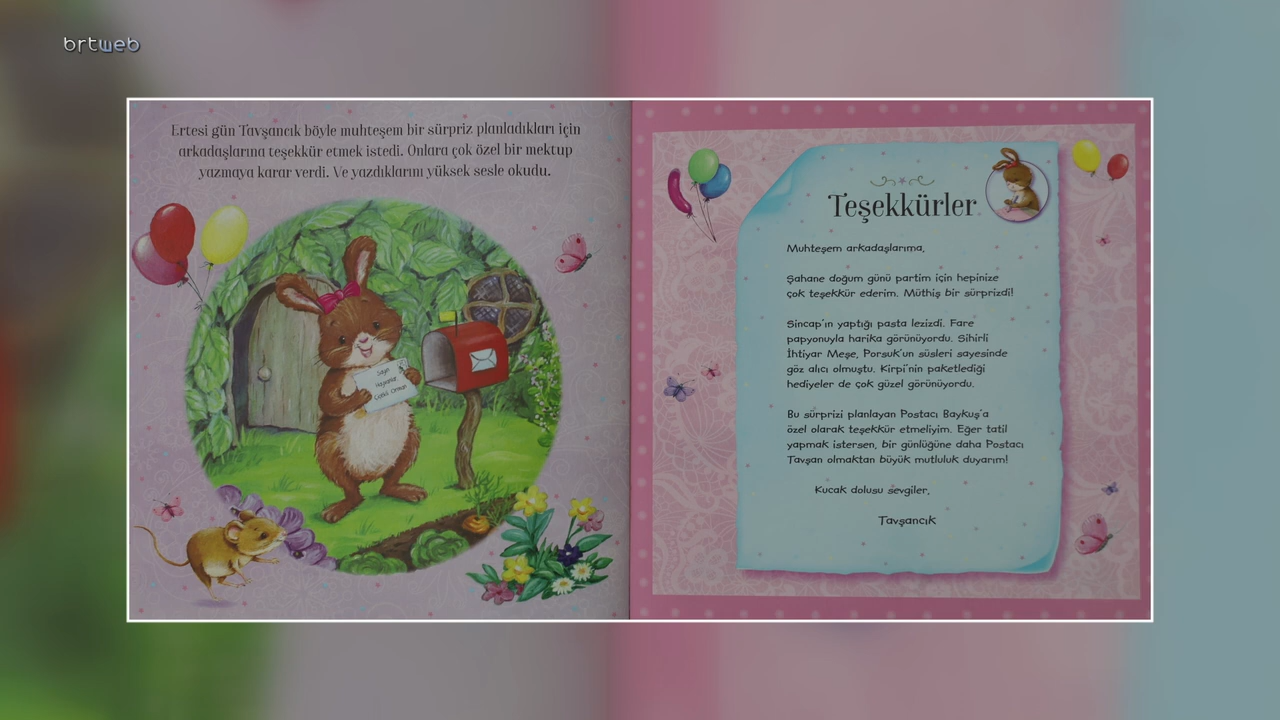 brtweb
Ertesi gün Tavşancık böyle muhteşem bir sürpriz planladıkları için
arkadaşlarına teşekkür etmek istedi. Onlara çok özel bir mektup
yazmaya karar verdi. Ve yazdıklarını yüksek sesle okudu.
Sayın
Hayvanlar
Çatılı Orman
Teşekkürler
Muhteşem arkadaşlarıma,
Şahane doğum günü partim için hepinize
çok teşekkür ederim. Müthiş bir sürprizdi!
Sincap'ın yaptığı pasta lezizdi. Fare
papyonuyla harika görünüyordu. Sihirli
İhtiyar Meşe, Porsuk'un süsleri sayesinde
göz alıcı olmuştu. Kirpi'nin paketlediği
hediyeler de çok güzel görünüyordu.
Bu sürprizi planlayan Postacı Baykuş'a
özel olarak teşekkür etmeliyim. Eğer tatil
yapmak istersen, bir günlüğüne daha Postacı
Tavşan olmaktan büyük mutluluk duyarım!
Kucak dolusu sevgiler,
Tavşancık